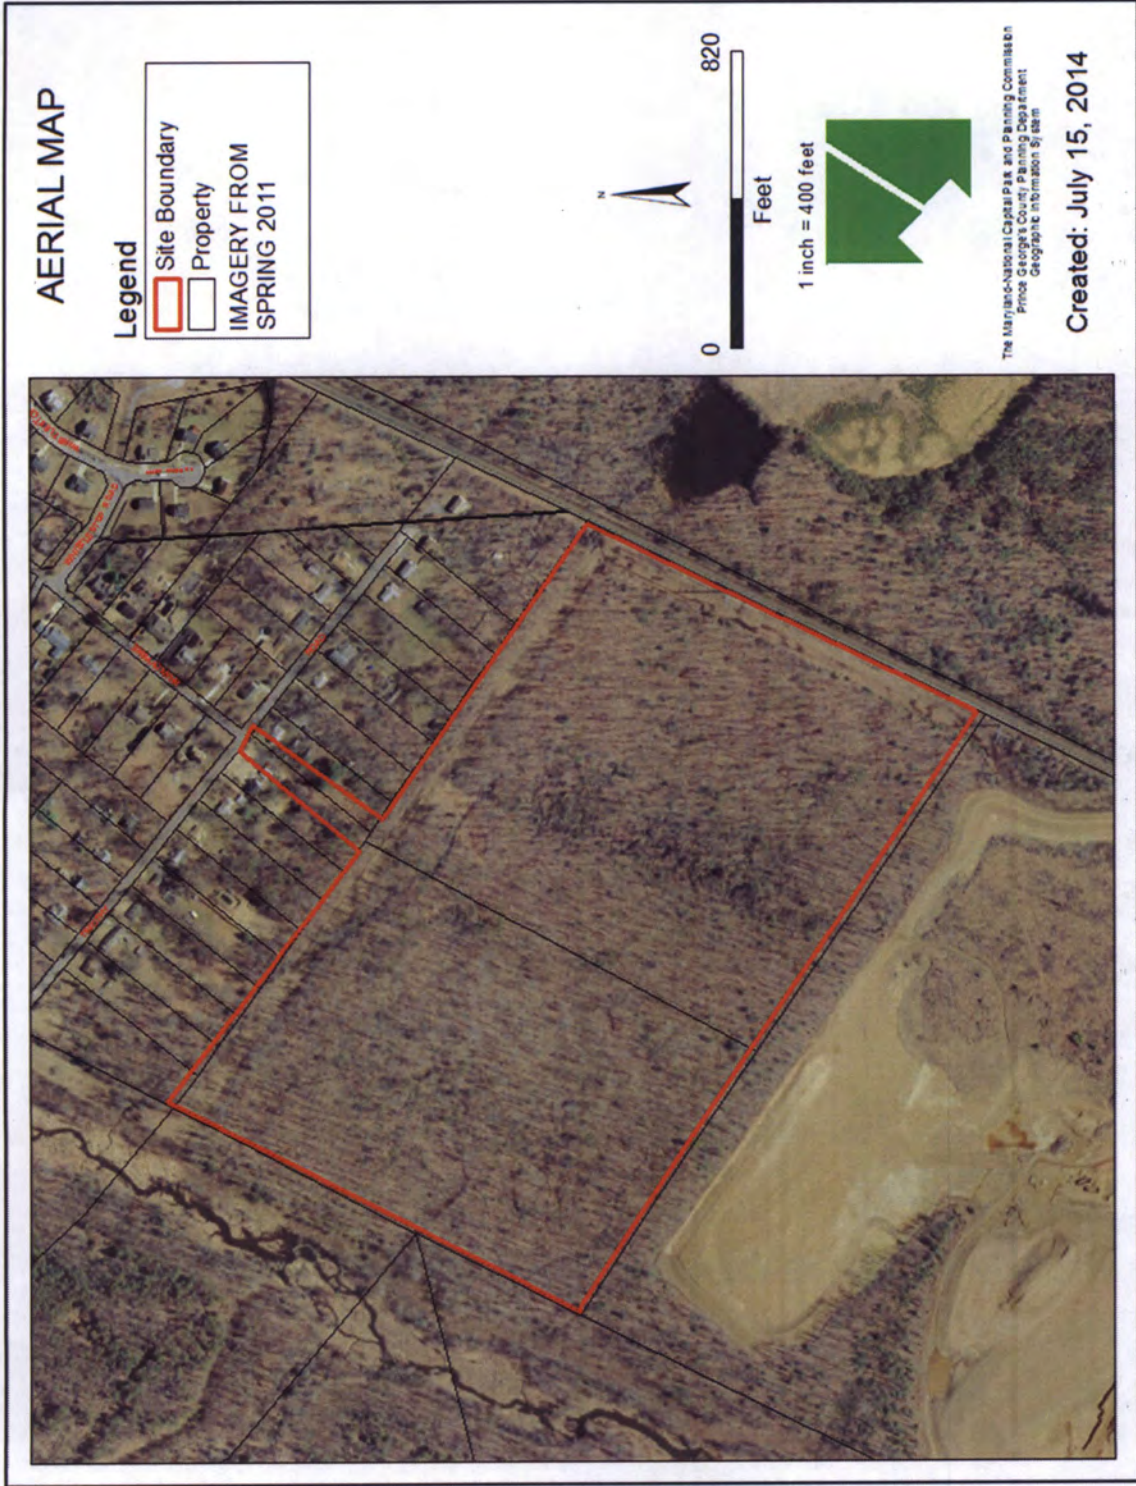 AERIAL MAP
Legend
Site Boundary
Property
IMAGERY FROM
SPRING 2011
N
0
820
Feet
1 inch = 400 feet
The Maryland-National Capital Park and Planning Commission
Prince George's County Planning Department
Geographic Information System
Created: July 15, 2014